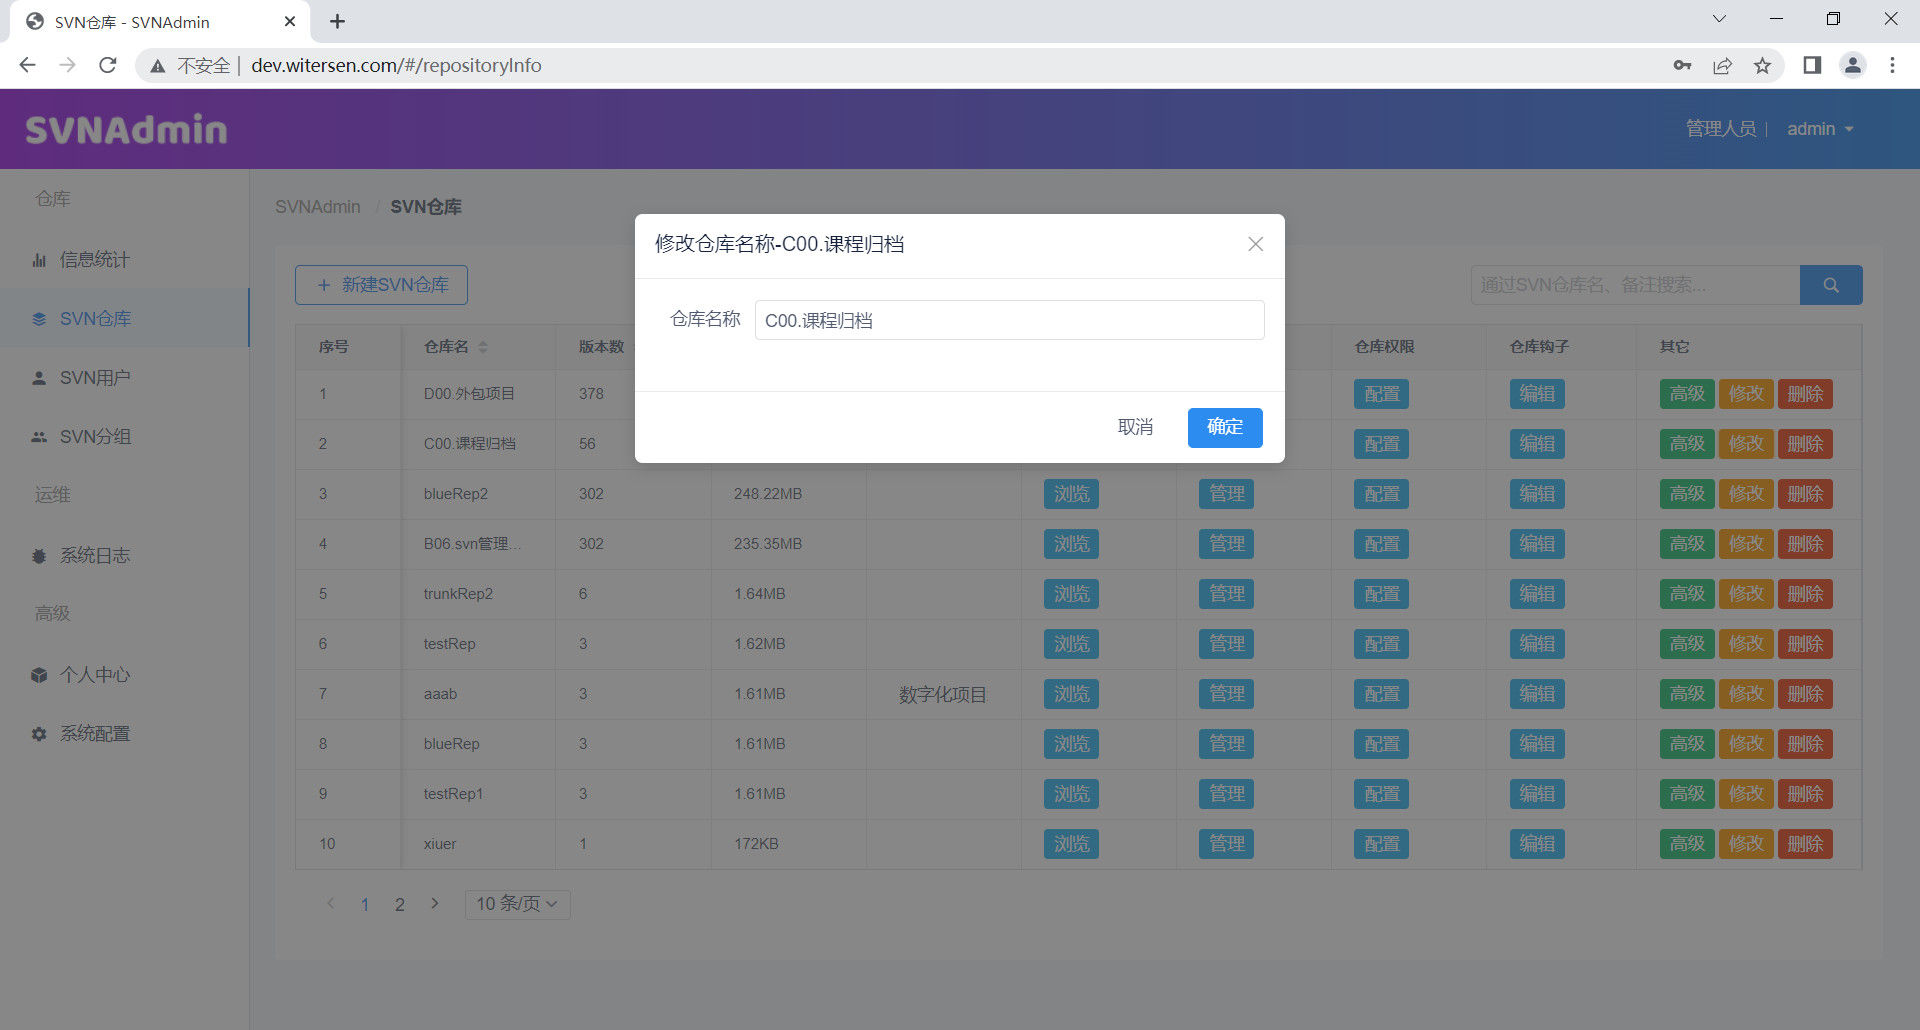 SVN仓库 - SVNAdmin
不安全 | dev.witersen.com/#/repositoryInfo
SVNAdmin
管理人员 | admin
仓库
信息统计
SVN仓库
SVN用户
SVN分组
运维
系统日志
高级
个人中心
系统配置
SVNAdmin / SVN仓库
新建SVN仓库
通过SVN仓库名、备注搜索...
修改仓库名称-C00.课程归档
仓库名称 C00.课程归档
取消 确定
序号 仓库名 版本数 仓库权限 仓库钩子 其它
1 D00.外包项目 378 配置 编辑 高级 修改 删除
2 C00.课程归档 56 配置 编辑 高级 修改 删除
3 blueRep2 302 248.22MB 浏览 管理 配置 编辑 高级 修改 删除
4 B06.svn管理... 302 235.35MB 浏览 管理 配置 编辑 高级 修改 删除
5 trunkRep2 6 1.64MB 浏览 管理 配置 编辑 高级 修改 删除
6 testRep 3 1.62MB 浏览 管理 配置 编辑 高级 修改 删除
7 aaab 3 1.61MB 数字化项目 浏览 管理 配置 编辑 高级 修改 删除
8 blueRep 3 1.61MB 浏览 管理 配置 编辑 高级 修改 删除
9 testRep1 3 1.61MB 浏览 管理 配置 编辑 高级 修改 删除
10 xiuer 1 172KB 浏览 管理 配置 编辑 高级 修改 删除
1 2 10 条/页